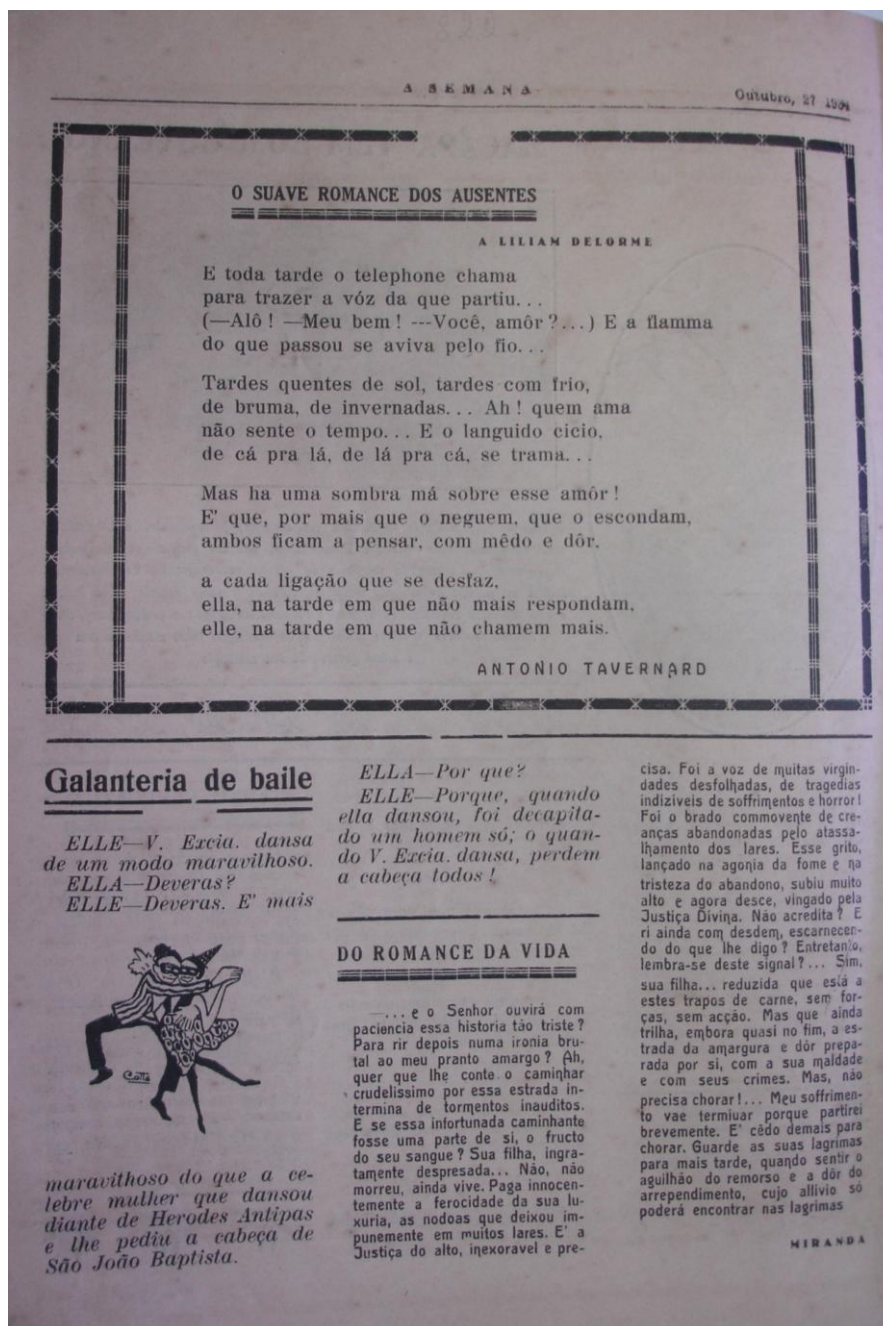 A SEMANA
Outubro, 27 1934
O SUAVE ROMANCE DOS AUSENTES
A LILIAM DELORME
E toda tarde o telephone chama
para trazer a vóz da que partiu...
(—Alô ! —Meu bem ! ---Você, amôr ?...) E a flamma
do que passou se aviva pelo fio...
Tardes quentes de sol, tardes com frio,
de bruma, de invernadas... Ah ! quem ama
não sente o tempo... E o languido cicio,
de cá pra lá, de lá pra cá, se trama...
Mas ha uma sombra má sobre esse amôr !
E' que, por mais que o neguem, que o escondam,
ambos ficam a pensar, com mêdo e dôr,
a cada ligação que se desfaz,
ella, na tarde em que não mais respondam,
elle, na tarde em que não chamem mais.
ANTONIO TAVERNARD
Galanteria de baile
ELLE—V. Excia. dansa
de um modo maravilhoso.
ELLA—Deveras ?
ELLE—Deveras. E' mais
maravithoso do que a ce-
lebre mulher que dansou
diante de Herodes Antipas
e lhe pediu a cabeça de
São João Baptista.
ELLA—Por que ?
ELLE—Porque, quando
ella dansou, foi decapita-
do um homem só; o quan-
do V. Excia. dansa, perdem
a cabeça todos !
DO ROMANCE DA VIDA
—... e o Senhor ouvirá com
paciencia essa historia tão triste ?
Para rir depois numa ironia bru-
tal ao meu pranto amargo ? Ah,
quer que lhe conte o caminhar
crudelissimo por essa estrada in-
termina de tormentos inauditos.
E se essa infortunada caminhante
fosse uma parte de si, o fructo
do seu sangue ? Sua filha, ingra-
tamente despresada... Não, não
morreu, ainda vive. Paga innocen-
temente a ferocidade da sua lu-
xuria, as nodoas que deixou im-
punemente em muitos lares. E' a
Justiça do alto, inexoravel e pre-
cisa. Foi a voz de muitas virgin-
dades desfolhadas, de tragedias
indiziveis de soffrimentos e horror !
Foi o brado commovente de cre-
anças abandonadas pelo atassa-
lhamento dos lares. Esse grito,
lançado na agonia da fome e na
tristeza do abandono, subiu muito
alto e agora desce, vingado pela
Justiça Divina. Não acredita ? E
ri ainda com desdem, escarnecen-
do do que lhe digo ? Entretanto,
lembra-se deste signal ?... Sim,
sua filha... reduzida que está a
estes trapos de carne, sem for-
ças, sem acção. Mas que ainda
trilha, embora quasi no fim, a es-
trada da amargura e dôr prepa-
rada por si, com a sua maldade
e com seus crimes. Mas, não
precisa chorar !... Meu soffrimen-
to vae termiuar porque partirei
brevemente. E' cêdo demais para
chorar. Guarde as suas lagrimas
para mais tarde, quando sentir o
aguilhão do remorso e a dôr do
arrependimento, cujo allivio só
poderá encontrar nas lagrimas
MIRANDA